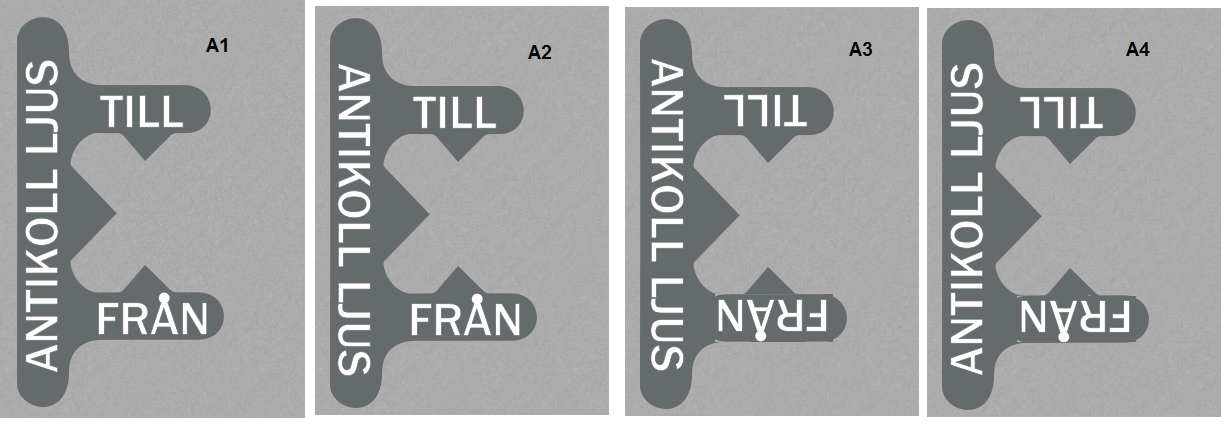 A1
ANTIKOLL LJUS
TILL
FRÅN
A2
ANTIKOLL LJUS
TILL
FRÅN
A3
ANTIKOLL LJUS
TILL
FRÅN
A4
ANTIKOLL LJUS
TILL
FRÅN